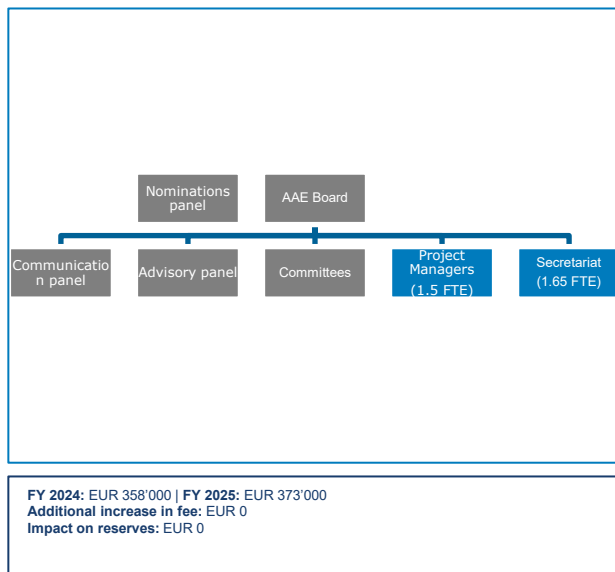 Nominations
panel
AAE Board
Communicatio
n panel
Advisory panel
Committees
Project
Managers
(1.5 FTE)
Secretariat
(1.65 FTE)
FY 2024: EUR 358'000 | FY 2025: EUR 373'000
Additional increase in fee: EUR 0
Impact on reserves: EUR 0